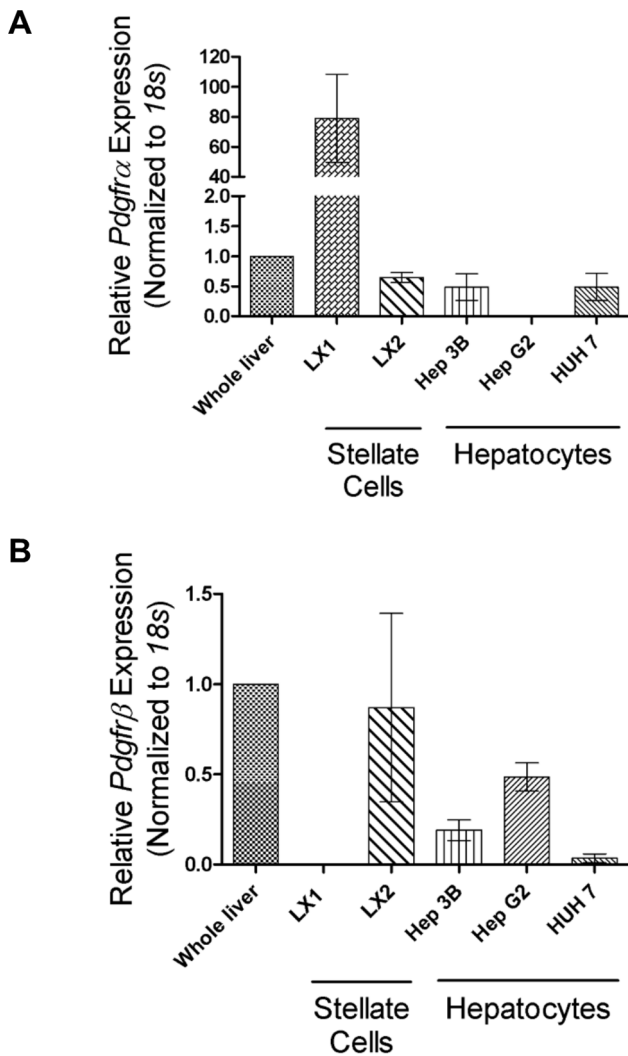 A
Relative Pdgfrα Expression
(Normalized to 18s)
120
100
80
60
40
2.0
1.5
1.0
0.5
0.0
Whole liver
LX1
LX2
Hep 3B
Hep G2
HUH 7
Stellate
Cells
Hepatocytes
B
Relative Pdgfrβ Expression
(Normalized to 18s)
1.5
1.0
0.5
0.0
Whole liver
LX1
LX2
Hep 3B
Hep G2
HUH 7
Stellate
Cells
Hepatocytes